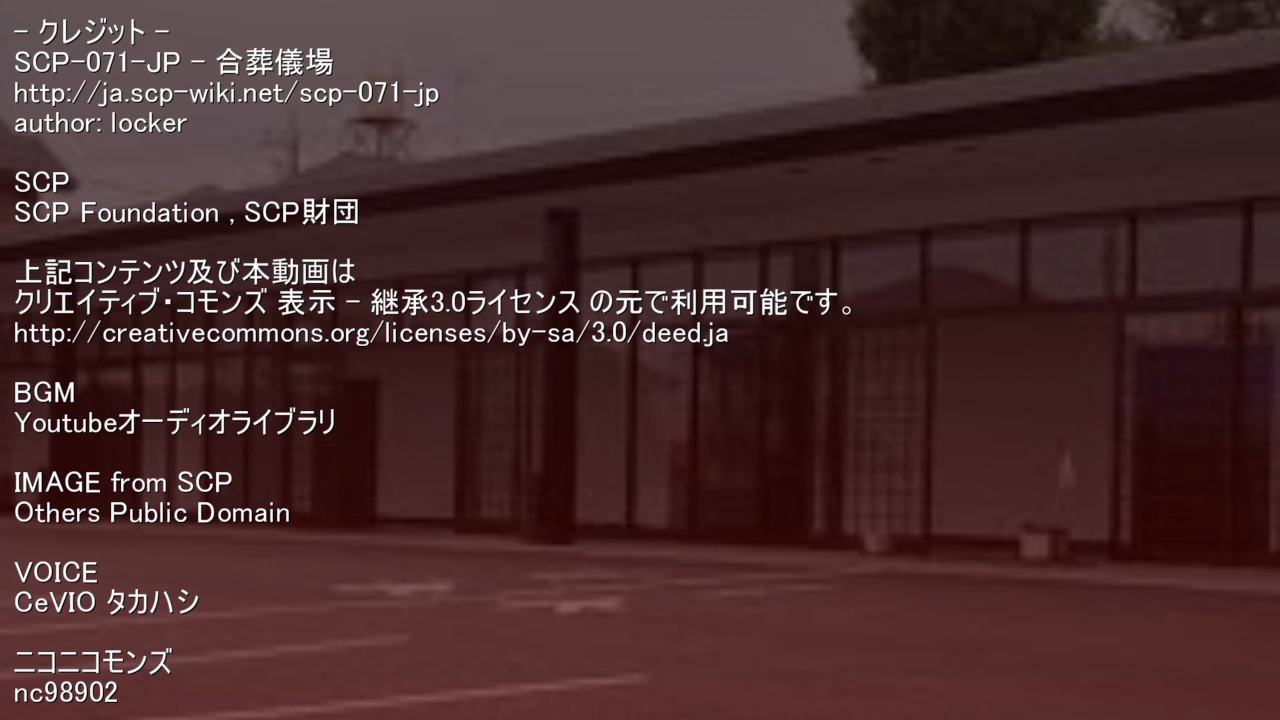 – クレジット –
SCP-071-JP – 合葬儀場
http://ja.scp-wiki.net/scp-071-jp
author: locker
SCP
SCP Foundation , SCP財団
上記コンテンツ及び本動画は
クリエイティブ・コモンズ 表示 – 継承3.0ライセンス の元で利用可能です。
http://creativecommons.org/licenses/by-sa/3.0/deed.ja
BGM
Youtubeオーディオライブラリ
IMAGE from SCP
Others Public Domain
VOICE
CeVIO タカハシ
ニコニコモンズ
nc98902